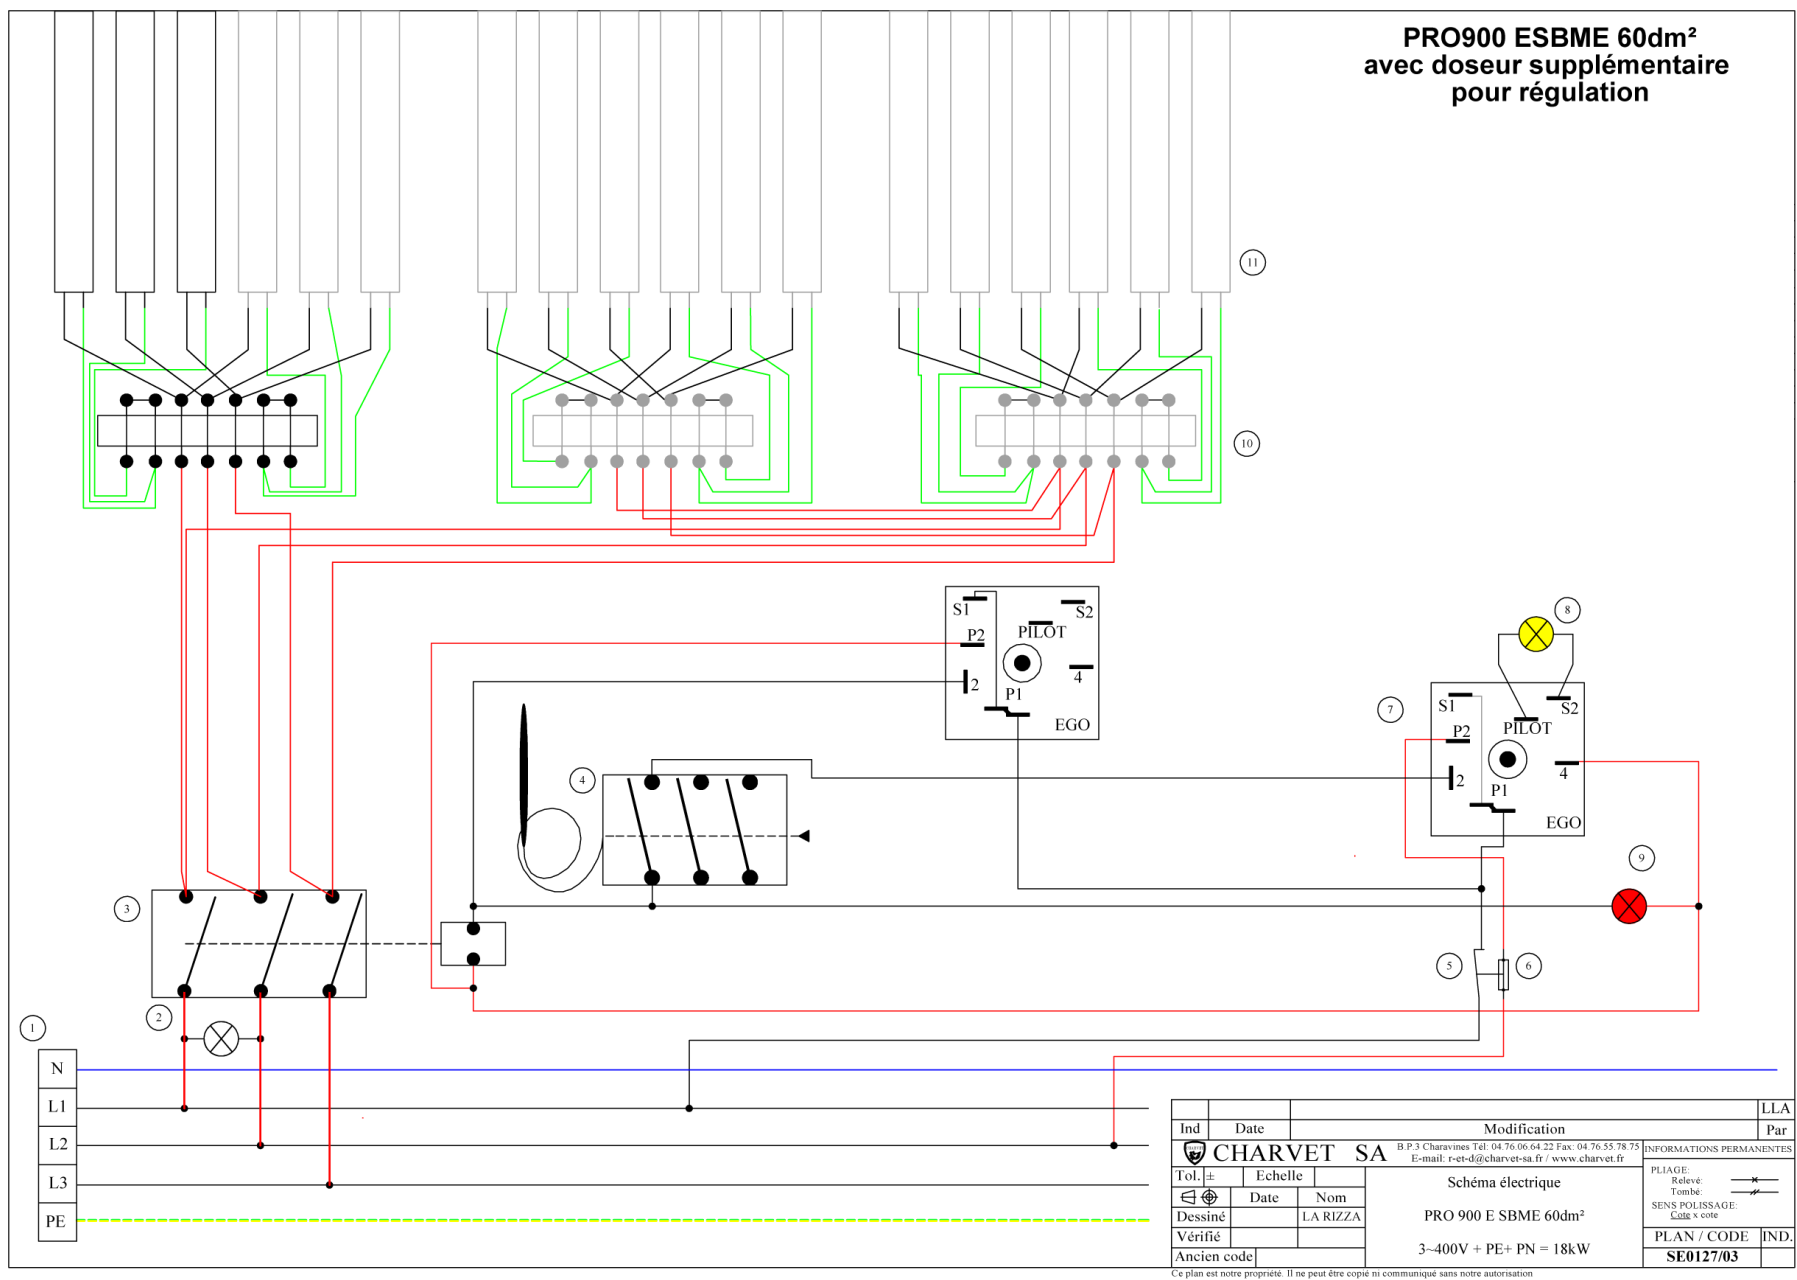 PRO900 ESBME 60dm²
avec doseur supplémentaire
pour régulation
11
10
S1
S2
P2
PILOT
2
4
P1
EGO
8
7
S1
S2
P2
PILOT
2
4
P1
EGO
4
9
3
5
6
2
1
N
L1
L2
L3
PE
LLA
Ind Date Modification Par
CHARVET SA
B.P.3 Charavines Tél: 04.76.06.64.22 Fax: 04.76.55.78.75
E-mail: r-et-d@charvet-sa.fr / www.charvet.fr
INFORMATIONS PERMANENTES
Tol. ± Echelle
Date Nom
Dessiné LA RIZZA
Vérifié
Ancien code
Schéma électrique
PRO 900 E SBME 60dm²
3~400V + PE+ PN = 18kW
PLIAGE:
Relevé:
Tombé:
SENS POLISSAGE:
Cote x cote
PLAN / CODE IND.
SE0127/03
Ce plan est notre propriété. Il ne peut être copié ni communiqué sans notre autorisation